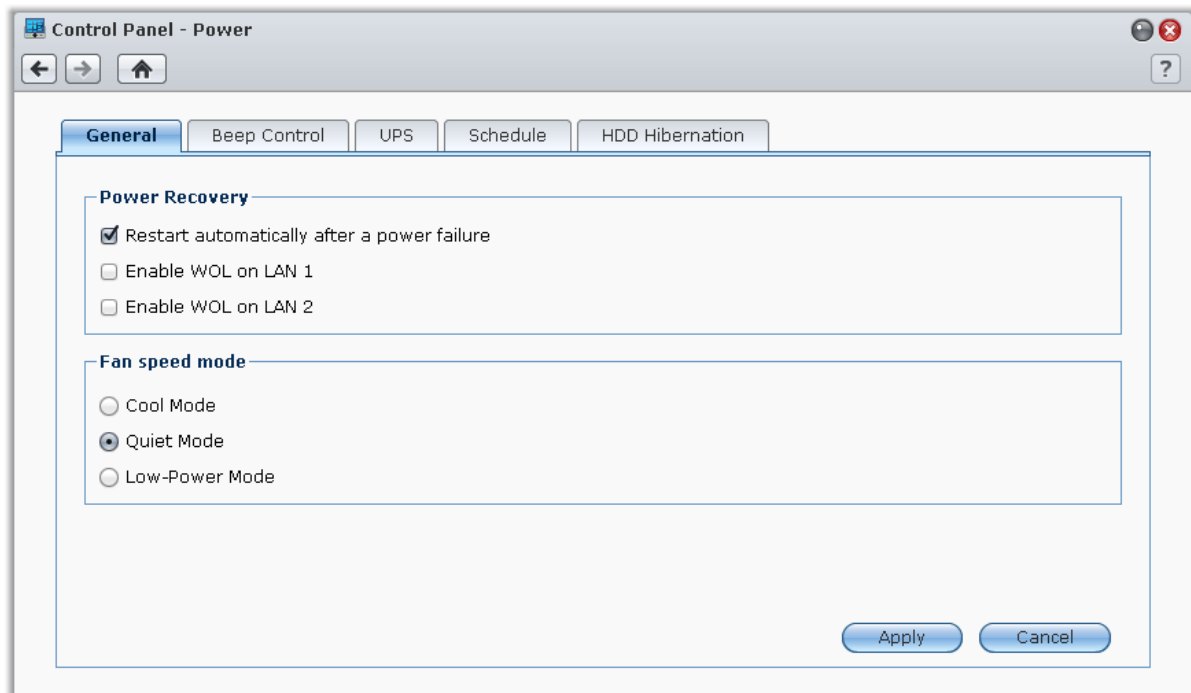 Control Panel - Power
?
General Beep Control UPS Schedule HDD Hibernation
Power Recovery
Restart automatically after a power failure
Enable WOL on LAN 1
Enable WOL on LAN 2
Fan speed mode
Cool Mode
Quiet Mode
Low-Power Mode
Apply Cancel